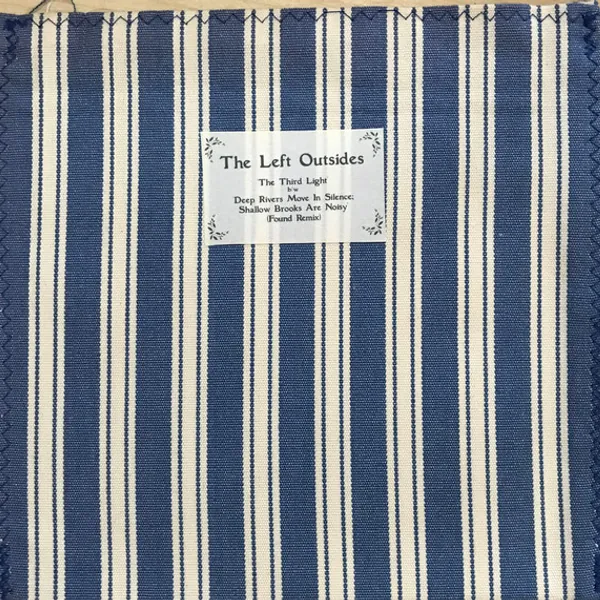 The Left Outsides
The Third Light
b/w
Deep Rivers Move In Silence;
Shallow Brooks Are Noisy
(Found Remix)